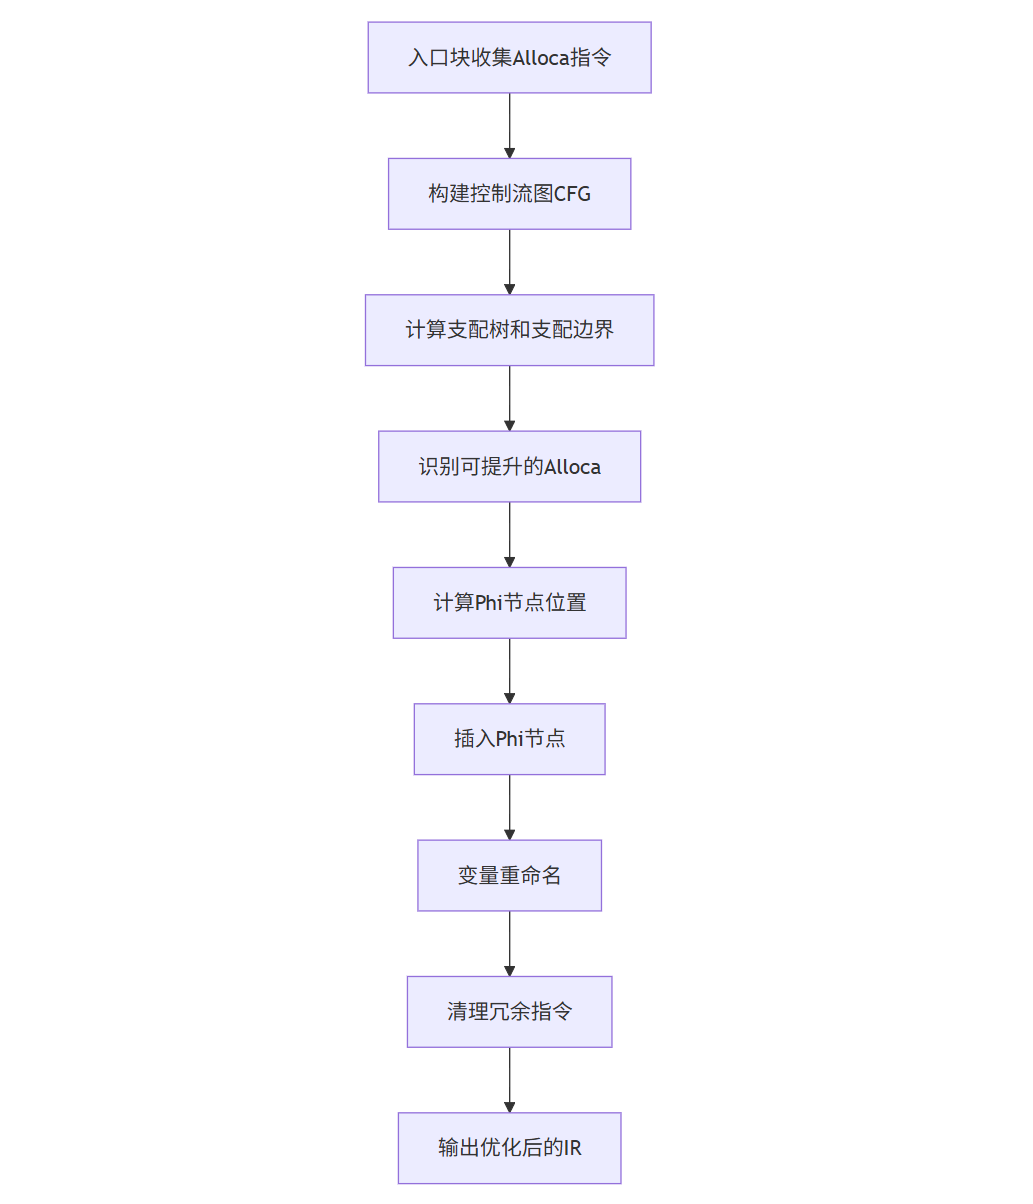 入口块收集Alloca指令
构建控制流图CFG
计算支配树和支配边界
识别可提升的Alloca
计算Phi节点位置
插入Phi节点
变量重命名
清理冗余指令
输出优化后的IR